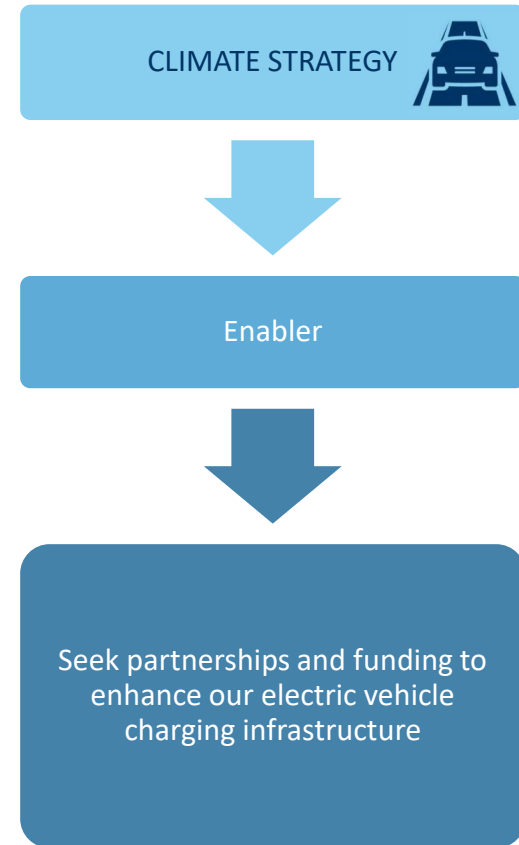 CLIMATE STRATEGY
Enabler
Seek partnerships and funding to
enhance our electric vehicle
charging infrastructure